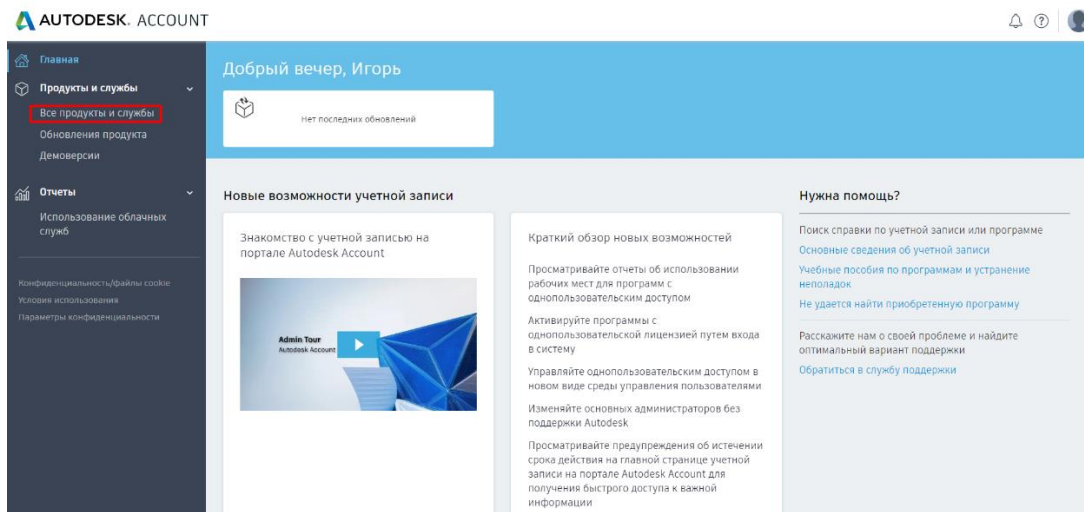 AUTODESK. ACCOUNT
Главная
Продукты и службы
Все продукты и службы
Обновления продукта
Демоверсии
Отчеты
Использование облачных
служб
Конфиденциальность/файлы cookie
Условия использования
Параметры конфиденциальности
Добрый вечер, Игорь
Нет последних обновлений
Новые возможности учетной записи
Знакомство с учетной записью на
портале Autodesk Account
Admin Tour
Autodesk Account
Краткий обзор новых возможностей
Просматривайте отчеты об использовании
рабочих мест для программ с
однопользовательским доступом
Активируйте программы с
однопользовательской лицензией путем входа
в систему
Управляйте однопользовательским доступом в
новом виде среды управления пользователями
Изменяйте основных администраторов без
поддержки Autodesk
Просматривайте предупреждения об истечении
срока действия на главной странице учетной
записи на портале Autodesk Account для
получения быстрого доступа к важной
информации
Нужна помощь?
Поиск справки по учетной записи или программе
Основные сведения об учетной записи
Учебные пособия по программам и устранение
неполадок
Не удается найти приобретенную программу
Расскажите нам о своей проблеме и найдите
оптимальный вариант поддержки
Обратиться в службу поддержки